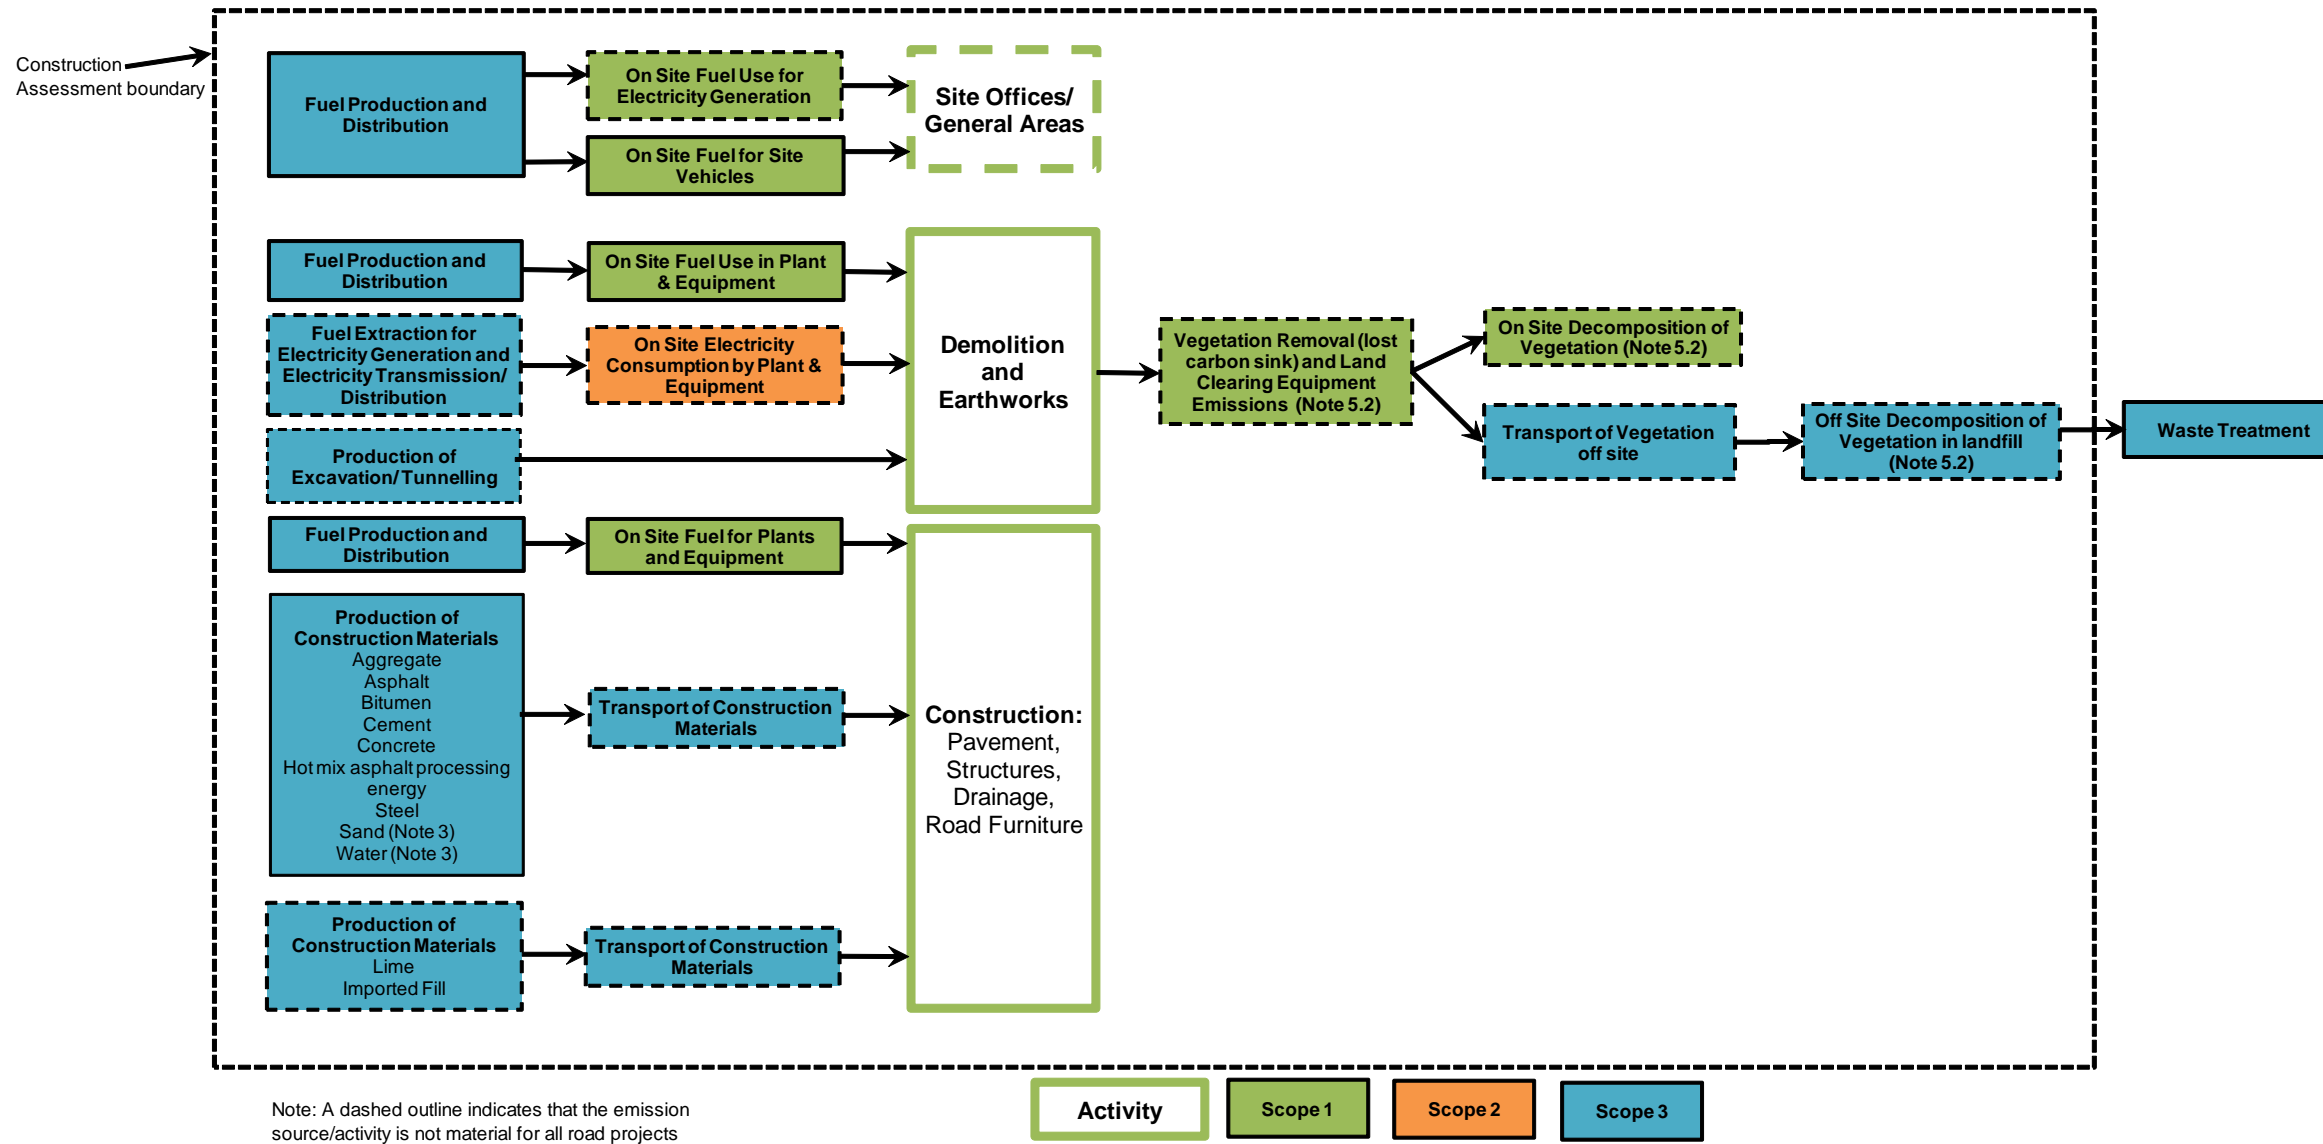 Construction
Assessment boundary
Fuel Production and
Distribution
On Site Fuel Use for
Electricity Generation
On Site Fuel for Site
Vehicles
Site Offices/
General Areas
Fuel Production and
Distribution
On Site Fuel Use in Plant
& Equipment
Fuel Extraction for
Electricity Generation and
Electricity Transmission/
Distribution
On Site Electricity
Consumption by Plant &
Equipment
Production of
Excavation/Tunnelling
Demolition
and
Earthworks
Vegetation Removal (lost
carbon sink) and Land
Clearing Equipment
Emissions (Note 5.2)
On Site Decomposition of
Vegetation (Note 5.2)
Transport of Vegetation
off site
Off Site Decomposition of
Vegetation in landfill
(Note 5.2)
Waste Treatment
Fuel Production and
Distribution
On Site Fuel for Plants
and Equipment
Production of
Construction Materials
Aggregate
Asphalt
Bitumen
Cement
Concrete
Hot mix asphalt processing
energy
Steel
Sand (Note 3)
Water (Note 3)
Transport of Construction
Materials
Construction:
Pavement,
Structures,
Drainage,
Road Furniture
Production of
Construction Materials
Lime
Imported Fill
Transport of Construction
Materials
Note: A dashed outline indicates that the emission
source/activity is not material for all road projects
Activity
Scope 1
Scope 2
Scope 3